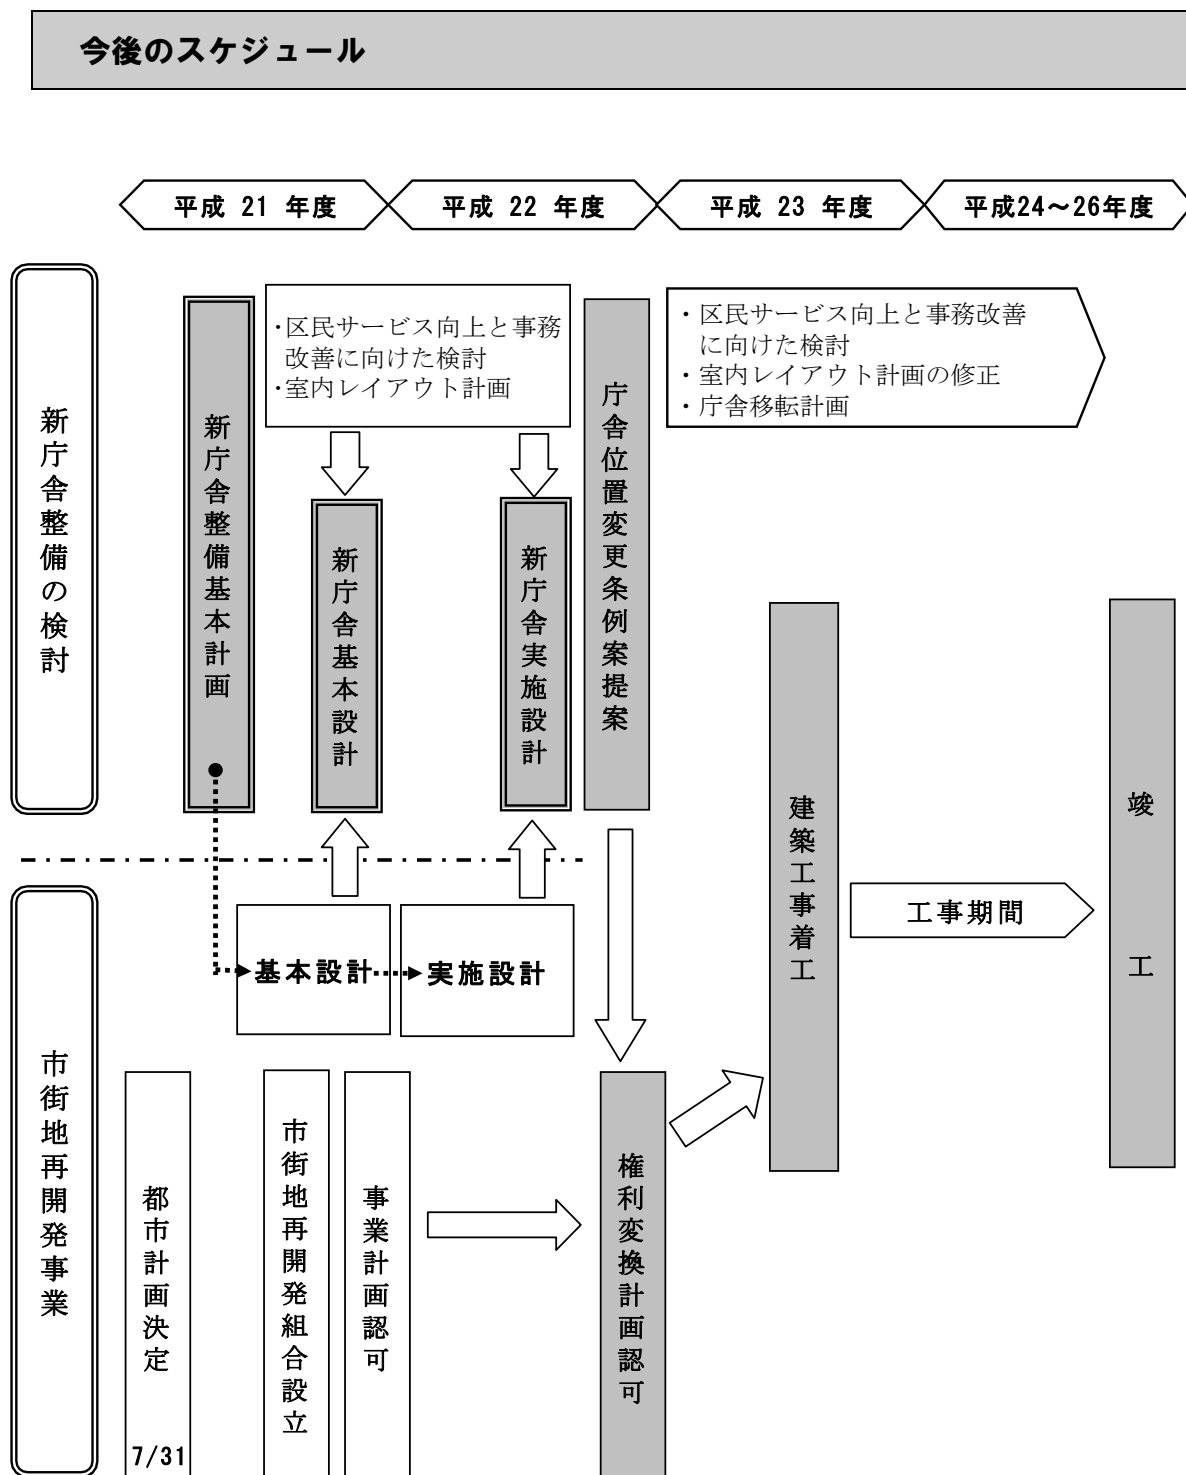 今後のスケジュール
平成 21 年度
平成 22 年度
平成 23 年度
平成24～26年度
新庁舎整備の検討
新庁舎整備基本計画
・区民サービス向上と事務
改善に向けた検討
・室内レイアウト計画
新庁舎基本設計
新庁舎実施設計
庁舎位置変更条例案提案
・区民サービス向上と事務改善
に向けた検討
・室内レイアウト計画の修正
・庁舎移転計画
建築工事着工
工事期間
竣工
市街地再開発事業
基本設計
実施設計
都市計画決定
7/31
市街地再開発組合設立
事業計画認可
権利変換計画認可